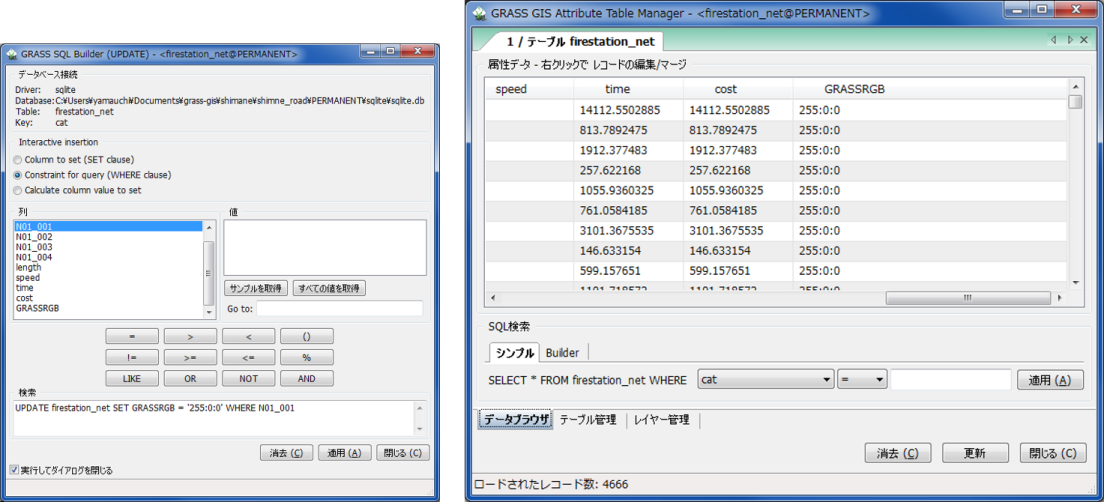 GRASS SQL Builder (UPDATE) - <firestation_net@PERMANENT>
データベース接続
Driver: sqlite
Database:C:¥Users¥yamauch¥Documents¥grass-gis¥shimane¥shimne_road¥PERMANENT¥sqlite¥sqlite.db
Table: firestation_net
Key: cat
Interactive insertion
Column to set (SET clause)
Constraint for query (WHERE clause)
Calculate column value to set
列
N01_001
N01_002
N01_003
N01_004
length
speed
time
cost
GRASSRGB
値
サンプルを取得 すべての値を取得
Go to:
= > < ()
!= >= <= %
LIKE OR NOT AND
検索
UPDATE firestation_net SET GRASSRGB = '255:0:0' WHERE N01_001
消去 (C) 適用 (A) 閉じる (C)
実行してダイアログを閉じる
GRASS GIS Attribute Table Manager - <firestation_net@PERMANENT>
1 / テーブル firestation_net
属性データ - 右クリックで レコードの編集/マージ
speed time cost GRASSRGB
14112.5502885 14112.5502885 255:0:0
813.7892475 813.7892475 255:0:0
1912.377483 1912.377483 255:0:0
257.622168 257.622168 255:0:0
1055.9360325 1055.9360325 255:0:0
761.0584185 761.0584185 255:0:0
3101.3675535 3101.3675535 255:0:0
146.633154 146.633154 255:0:0
599.157651 599.157651 255:0:0
1101.718572 1101.718572 255:0:0
SQL検索
シンプル Builder
SELECT * FROM firestation_net WHERE cat = 適用 (A)
データブラウザ テーブル管理 レイヤー管理
消去 (C) 更新 閉じる (C)
ロードされたレコード数: 4666